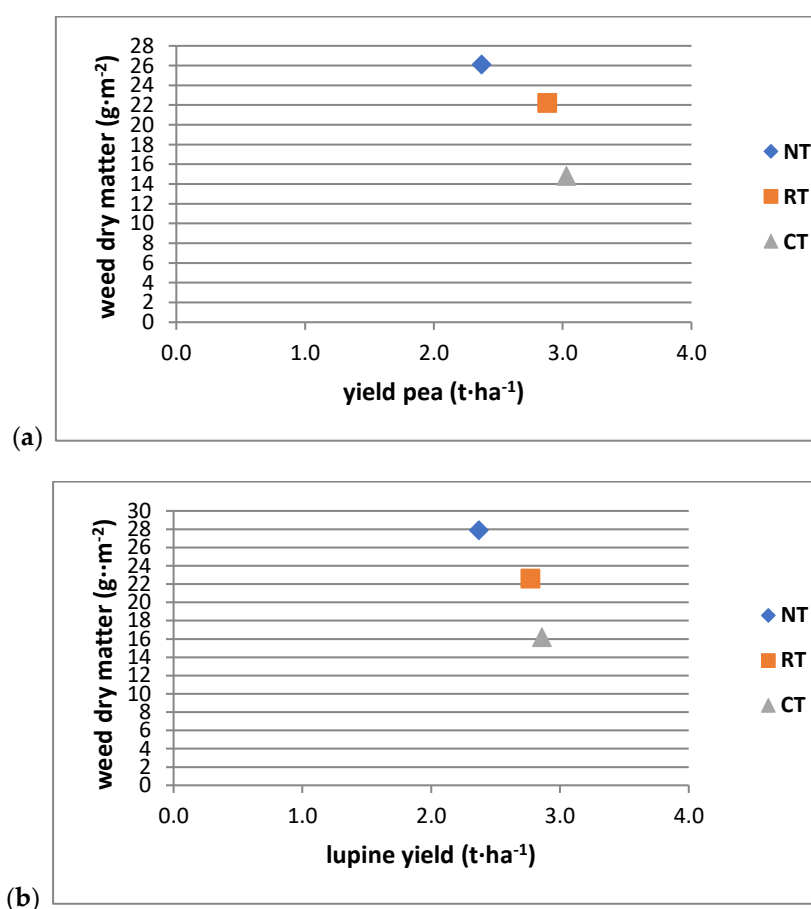 28
26
24
22
20
18
16
14
12
10
8
6
4
2
0
weed dry matter (g·m⁻²)
0.0 1.0 2.0 3.0 4.0
yield pea (t·ha⁻¹)
NT
RT
CT
(a)
30
28
26
24
22
20
18
16
14
12
10
8
6
4
2
0
weed dry matter (g··m⁻²)
0.0 1.0 2.0 3.0 4.0
lupine yield (t·ha⁻¹)
NT
RT
CT
(b)